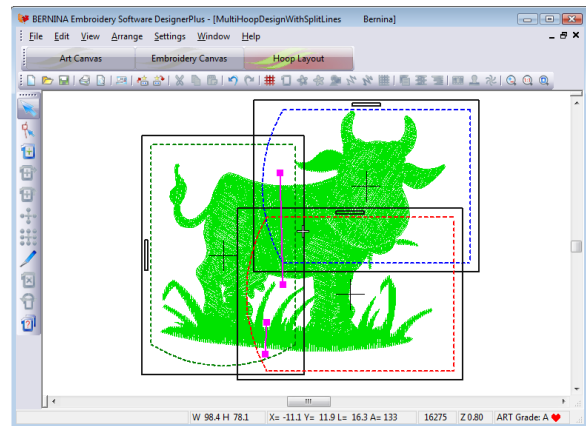 BERNINA Embroidery Software DesignerPlus - [MultiHoopDesignWithSplitLines Bernina]
File Edit View Arrange Settings Window Help
Art Canvas Embroidery Canvas Hoop Layout
W 98.4 H 78.1 X= -11.1 Y= 11.9 L= 16.3 A= 133 16275 Z 0.80 ART Grade: A